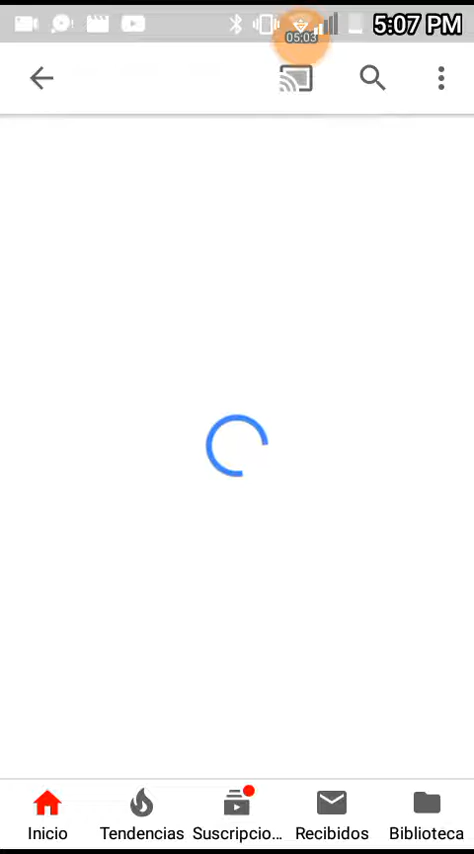 5:07 PM
05:03
Inicio
Tendencias
Suscripcio...
Recibidos
Biblioteca